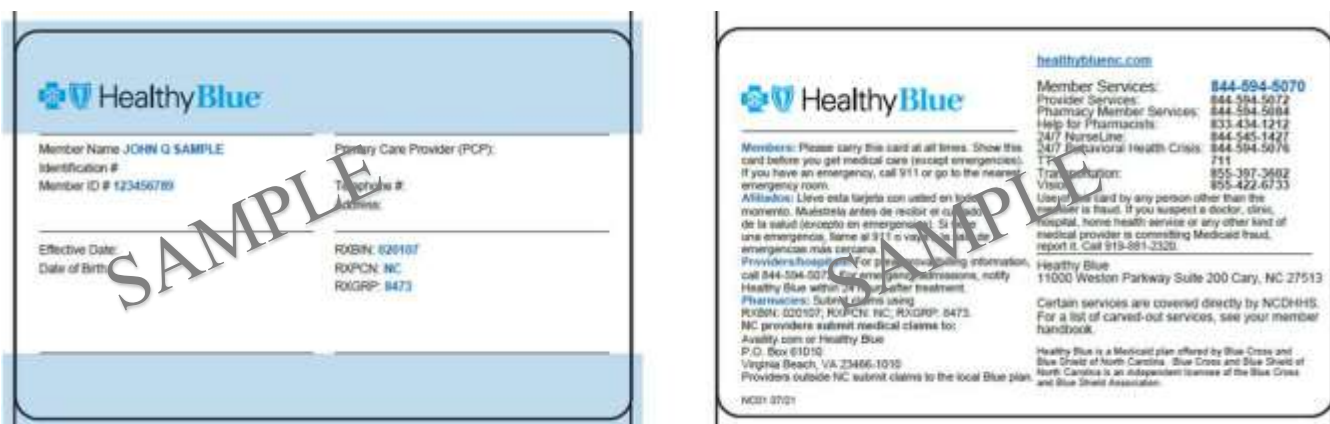 HealthyBlue
Member Name JOHN Q SAMPLE
Identification #
Member ID # 123456789
Primary Care Provider (PCP):
Telephone #:
Address:
Effective Date:
Date of Birth
RXBIN: 020107
RXPCN: NC
RXGRP: 8473
SAMPLE
HealthyBlue
Members: Please carry this card at all times. Show this
card before you get medical care (except emergencies).
If you have an emergency, call 911 or go to the nearest
emergency room.
Afiliados: Lleve esta tarjeta con usted en todo
momento. Muéstrela antes de recibir el cuidado
de la salud (excepto en emergencias). Si tiene
una emergencia, llame al 911 o vaya a la sala de
emergencias más cercana.
Providers/hospitals: For preapproval/billing information,
call 844-594-5072. For emergency admissions, notify
Healthy Blue within 24 hours after treatment.
Pharmacies: Submit claims using
RXBIN: 020107; RXPCN: NC; RXGRP: 8473.
NC providers submit medical claims to:
Availity.com or Healthy Blue
P.O. Box 61010
Virginia Beach, VA 23466-1010
Providers outside NC submit claims to the local Blue plan.
NC01 07/21
healthybluenc.com
Member Services: 844-594-5070
Provider Services: 844-594-5072
Pharmacy Member Services: 844-594-5084
Help for Pharmacists: 833-434-1212
24/7 NurseLine: 844-545-1427
24/7 Behavioral Health Crisis: 844-594-5076
711
Transportation: 855-397-3602
Vision: 855-422-6733
Use of this card by any person other than the
member is fraud. If you suspect a doctor, clinic,
hospital, home health service or any other kind of
medical provider is committing Medicaid fraud,
report it. Call 919-881-2320.
Healthy Blue
11000 Weston Parkway Suite 200 Cary, NC 27513
Certain services are covered directly by NCDHHS.
For a list of carved-out services, see your member
handbook.
Healthy Blue is a Medicaid plan offered by Blue Cross and
Blue Shield of North Carolina. Blue Cross and Blue Shield of
North Carolina is an independent licensee of the Blue Cross
and Blue Shield Association.
SAMPLE